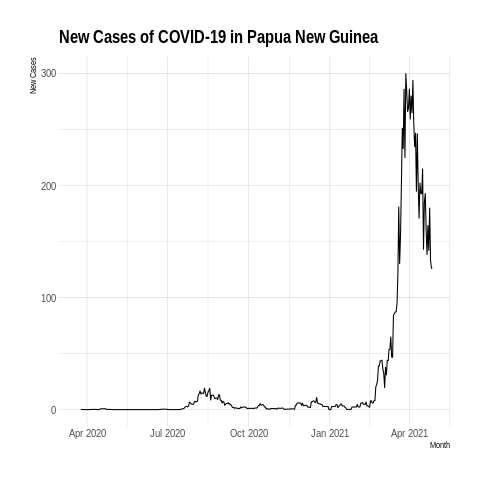 New Cases of COVID-19 in Papua New Guinea
New Cases
300
200
100
0
Apr 2020 Jul 2020 Oct 2020 Jan 2021 Apr 2021
Month